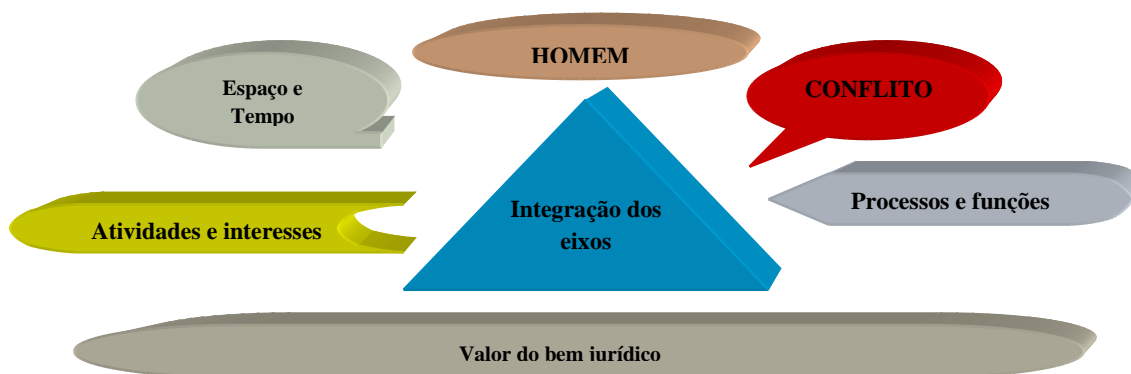 HOMEM
Espaço e
Tempo
CONFLITO
Processos e funções
Integração dos
eixos
Atividades e interesses
Valor do bem jurídico